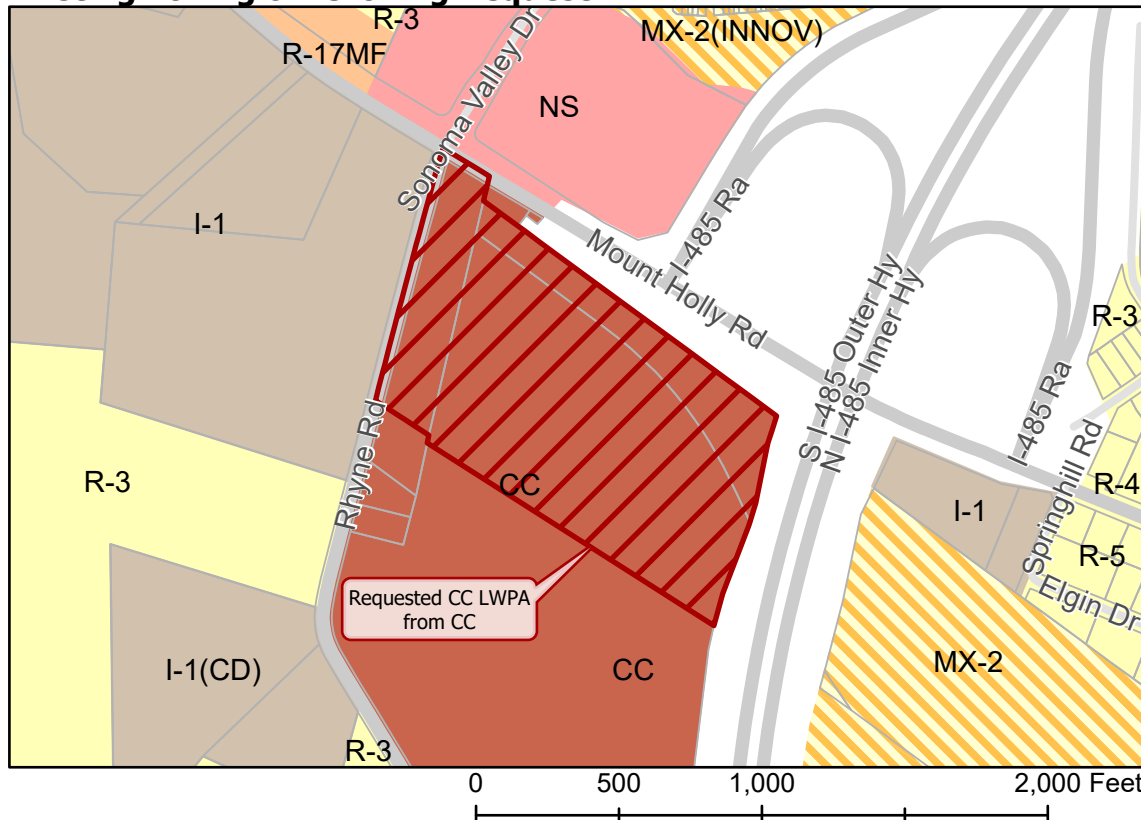 R-3
R-17MF
MX-2(INNOV)
Sonoma Valley Dr
NS
I-1
I-485 Ra
Mount Holly Rd
S I-485 Outer Hy
N I-485 Inner Hy
R-3
I-485 Ra
Springhill Rd
R-4
R-3
Rhyne Rd
CC
I-1
R-5
Elgin Dr
Requested CC LWPA
from CC
I-1(CD)
CC
MX-2
R-3
0 500 1,000 2,000 Feet